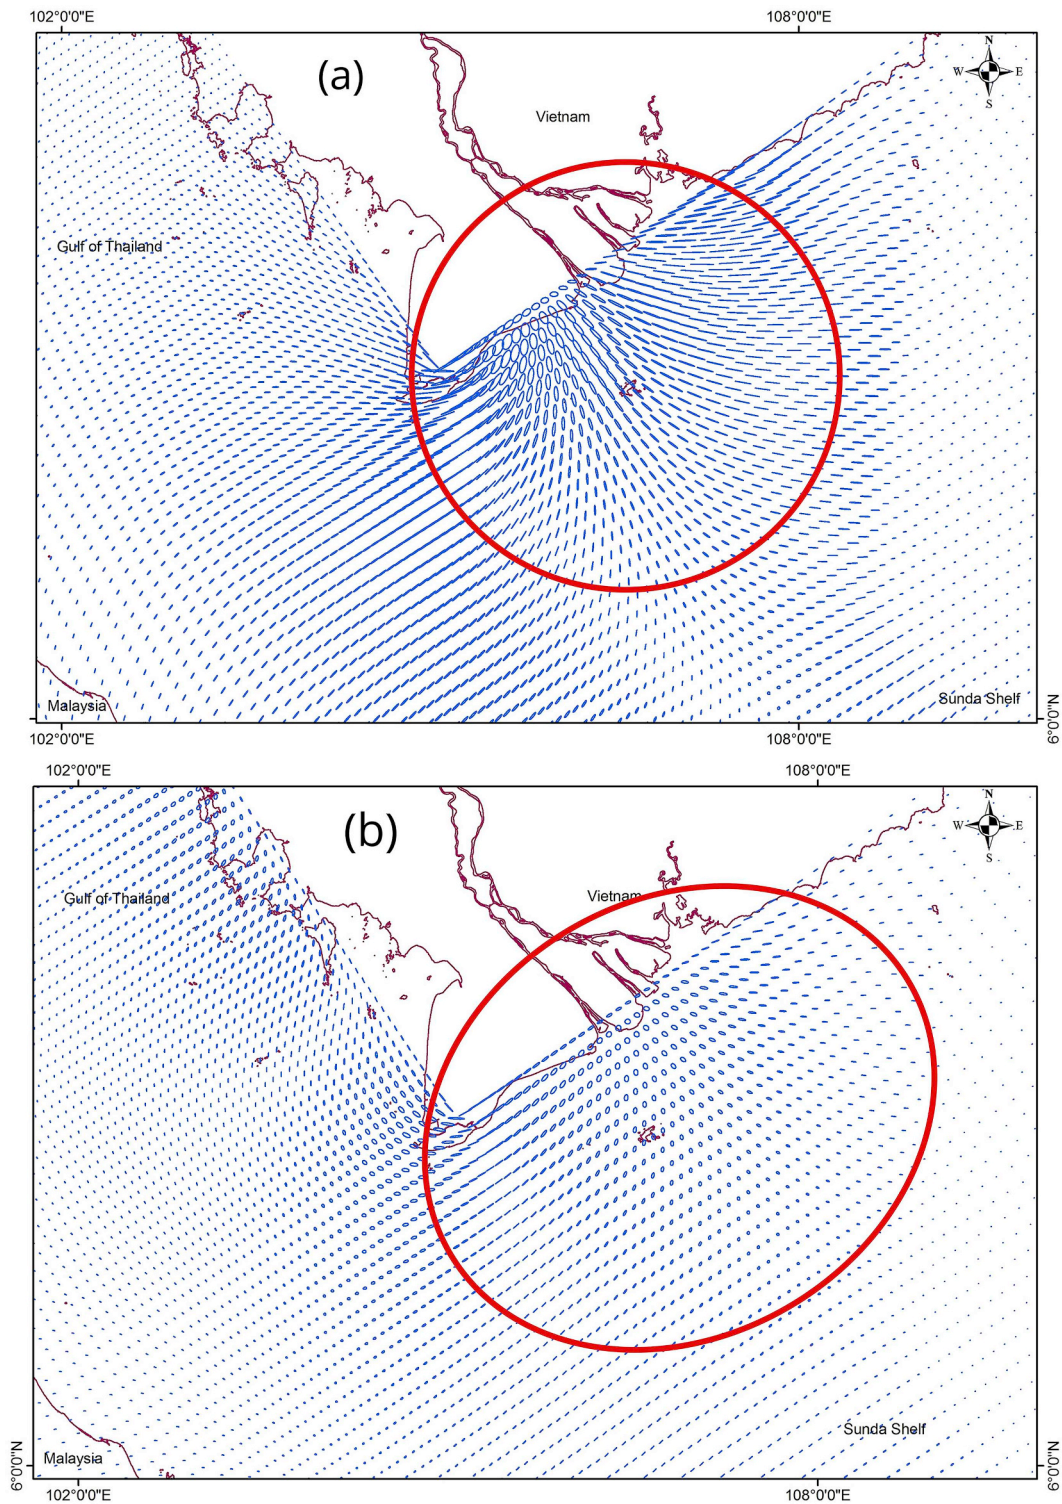 102°0'0"E 108°0'0"E
(a)
N
W E
S
Vietnam
Gulf of Thailand
Malaysia
Sunda Shelf
6°0'0"N
102°0'0"E 108°0'0"E
102°0'0"E 108°0'0"E
(b)
N
W E
S
Gulf of Thailand
Vietnam
Sunda Shelf
Malaysia
6°0'0"N 6°0'0"N
102°0'0"E 108°0'0"E